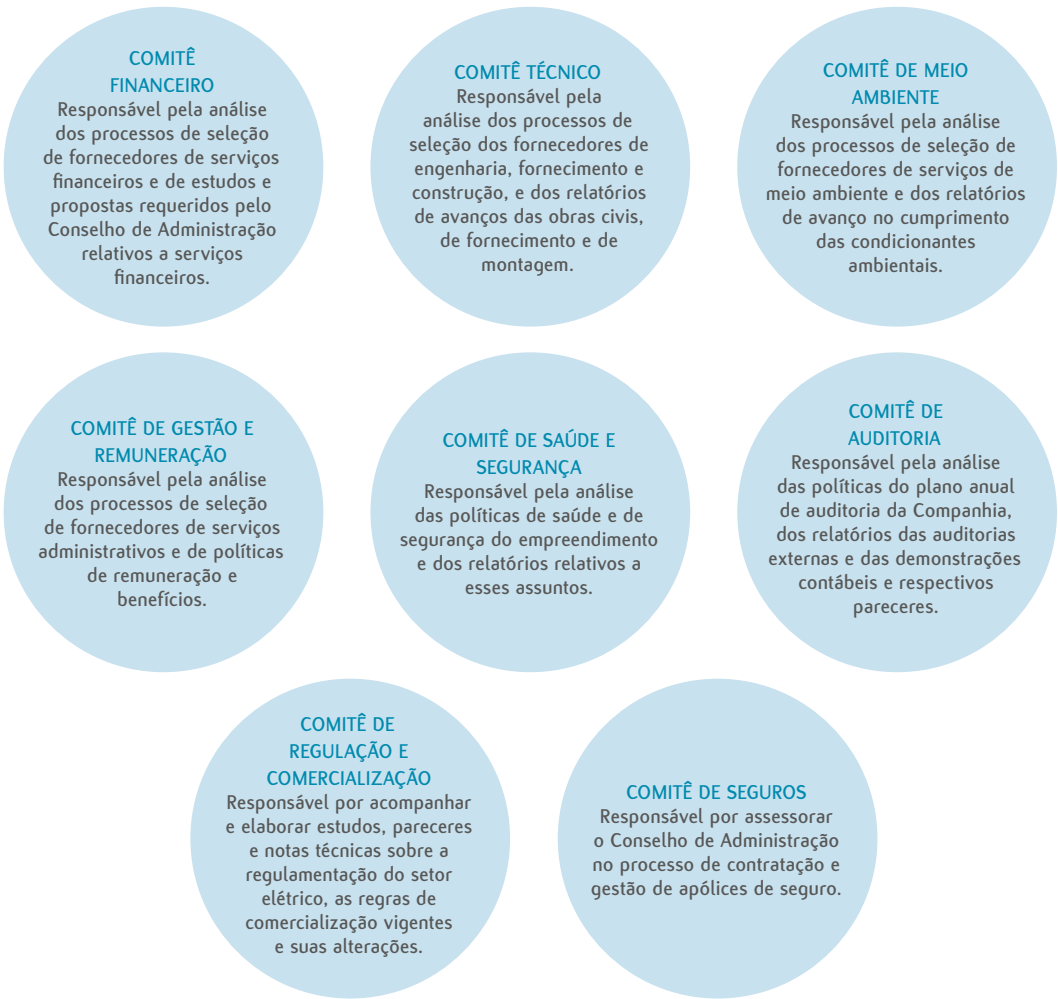 COMITÊ
FINANCEIRO
Responsável pela análise
dos processos de seleção
de fornecedores de serviços
financeiros e de estudos e
propostas requeridos pelo
Conselho de Administração
relativos a serviços
financeiros.
COMITÊ TÉCNICO
Responsável pela
análise dos processos de
seleção dos fornecedores de
engenharia, fornecimento e
construção, e dos relatórios
de avanços das obras civis,
de fornecimento e de
montagem.
COMITÊ DE MEIO
AMBIENTE
Responsável pela análise
dos processos de seleção de
fornecedores de serviços de
meio ambiente e dos relatórios
de avanço no cumprimento
das condicionantes
ambientais.
COMITÊ DE GESTÃO E
REMUNERAÇÃO
Responsável pela análise
dos processos de seleção
de fornecedores de serviços
administrativos e de políticas
de remuneração e
benefícios.
COMITÊ DE SAÚDE E
SEGURANÇA
Responsável pela análise
das políticas de saúde e de
segurança do empreendimento
e dos relatórios relativos a
esses assuntos.
COMITÊ DE
AUDITORIA
Responsável pela análise
das políticas do plano anual
de auditoria da Companhia,
dos relatórios das auditorias
externas e das demonstrações
contábeis e respectivos
pareceres.
COMITÊ DE
REGULAÇÃO E
COMERCIALIZAÇÃO
Responsável por acompanhar
e elaborar estudos, pareceres
e notas técnicas sobre a
regulamentação do setor
elétrico, as regras de
comercialização vigentes
e suas alterações.
COMITÊ DE SEGUROS
Responsável por assessorar
o Conselho de Administração
no processo de contratação e
gestão de apólices de seguro.